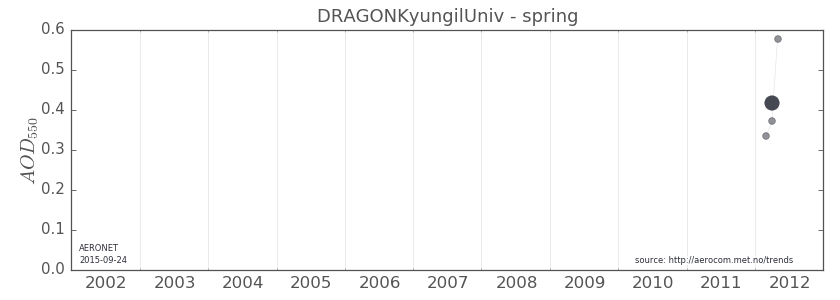 DRAGONKyungilUniv - spring
0.6
0.5
0.4
0.3
0.2
0.1
0.0
AOD550
AERONET
2015-09-24
source: http://aerocom.met.no/trends
2002 2003 2004 2005 2006 2007 2008 2009 2010 2011 2012